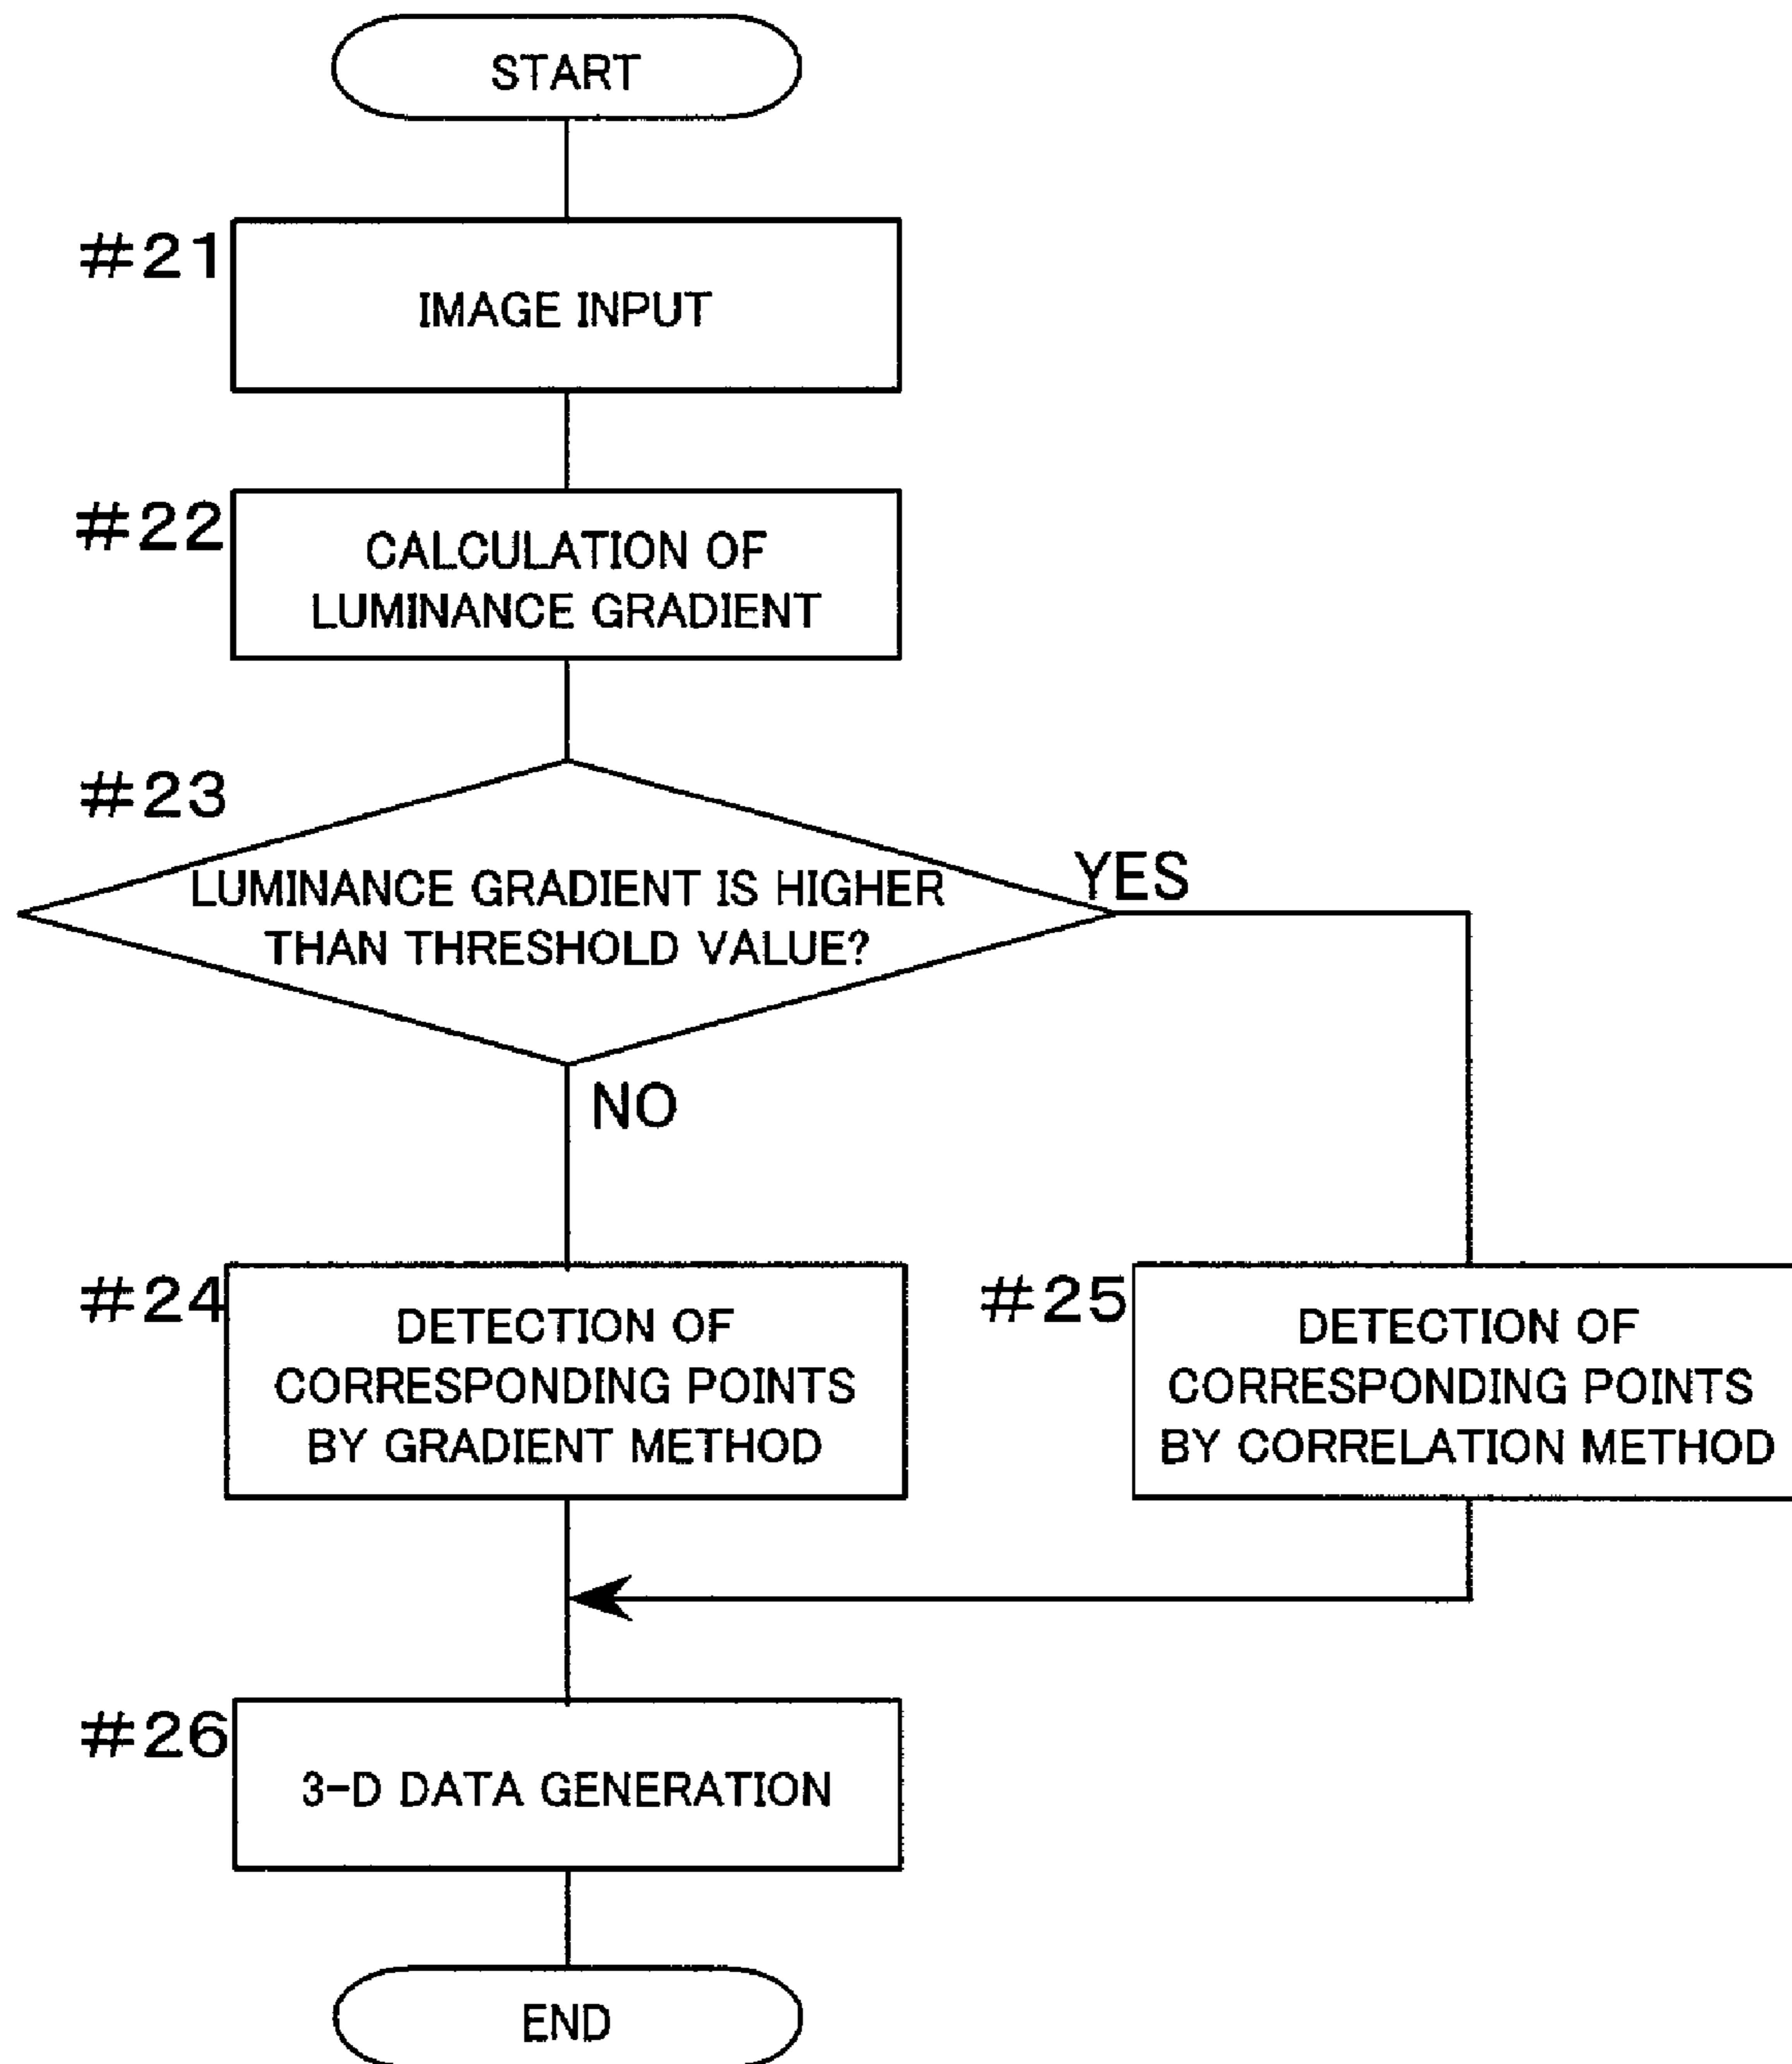 START
#21
IMAGE INPUT
#22
CALCULATION OF
LUMINANCE GRADIENT
#23
LUMINANCE GRADIENT IS HIGHER
THAN THRESHOLD VALUE?
YES
NO
#24
DETECTION OF
CORRESPONDING POINTS
BY GRADIENT METHOD
#25
DETECTION OF
CORRESPONDING POINTS
BY CORRELATION METHOD
#26
3-D DATA GENERATION
END